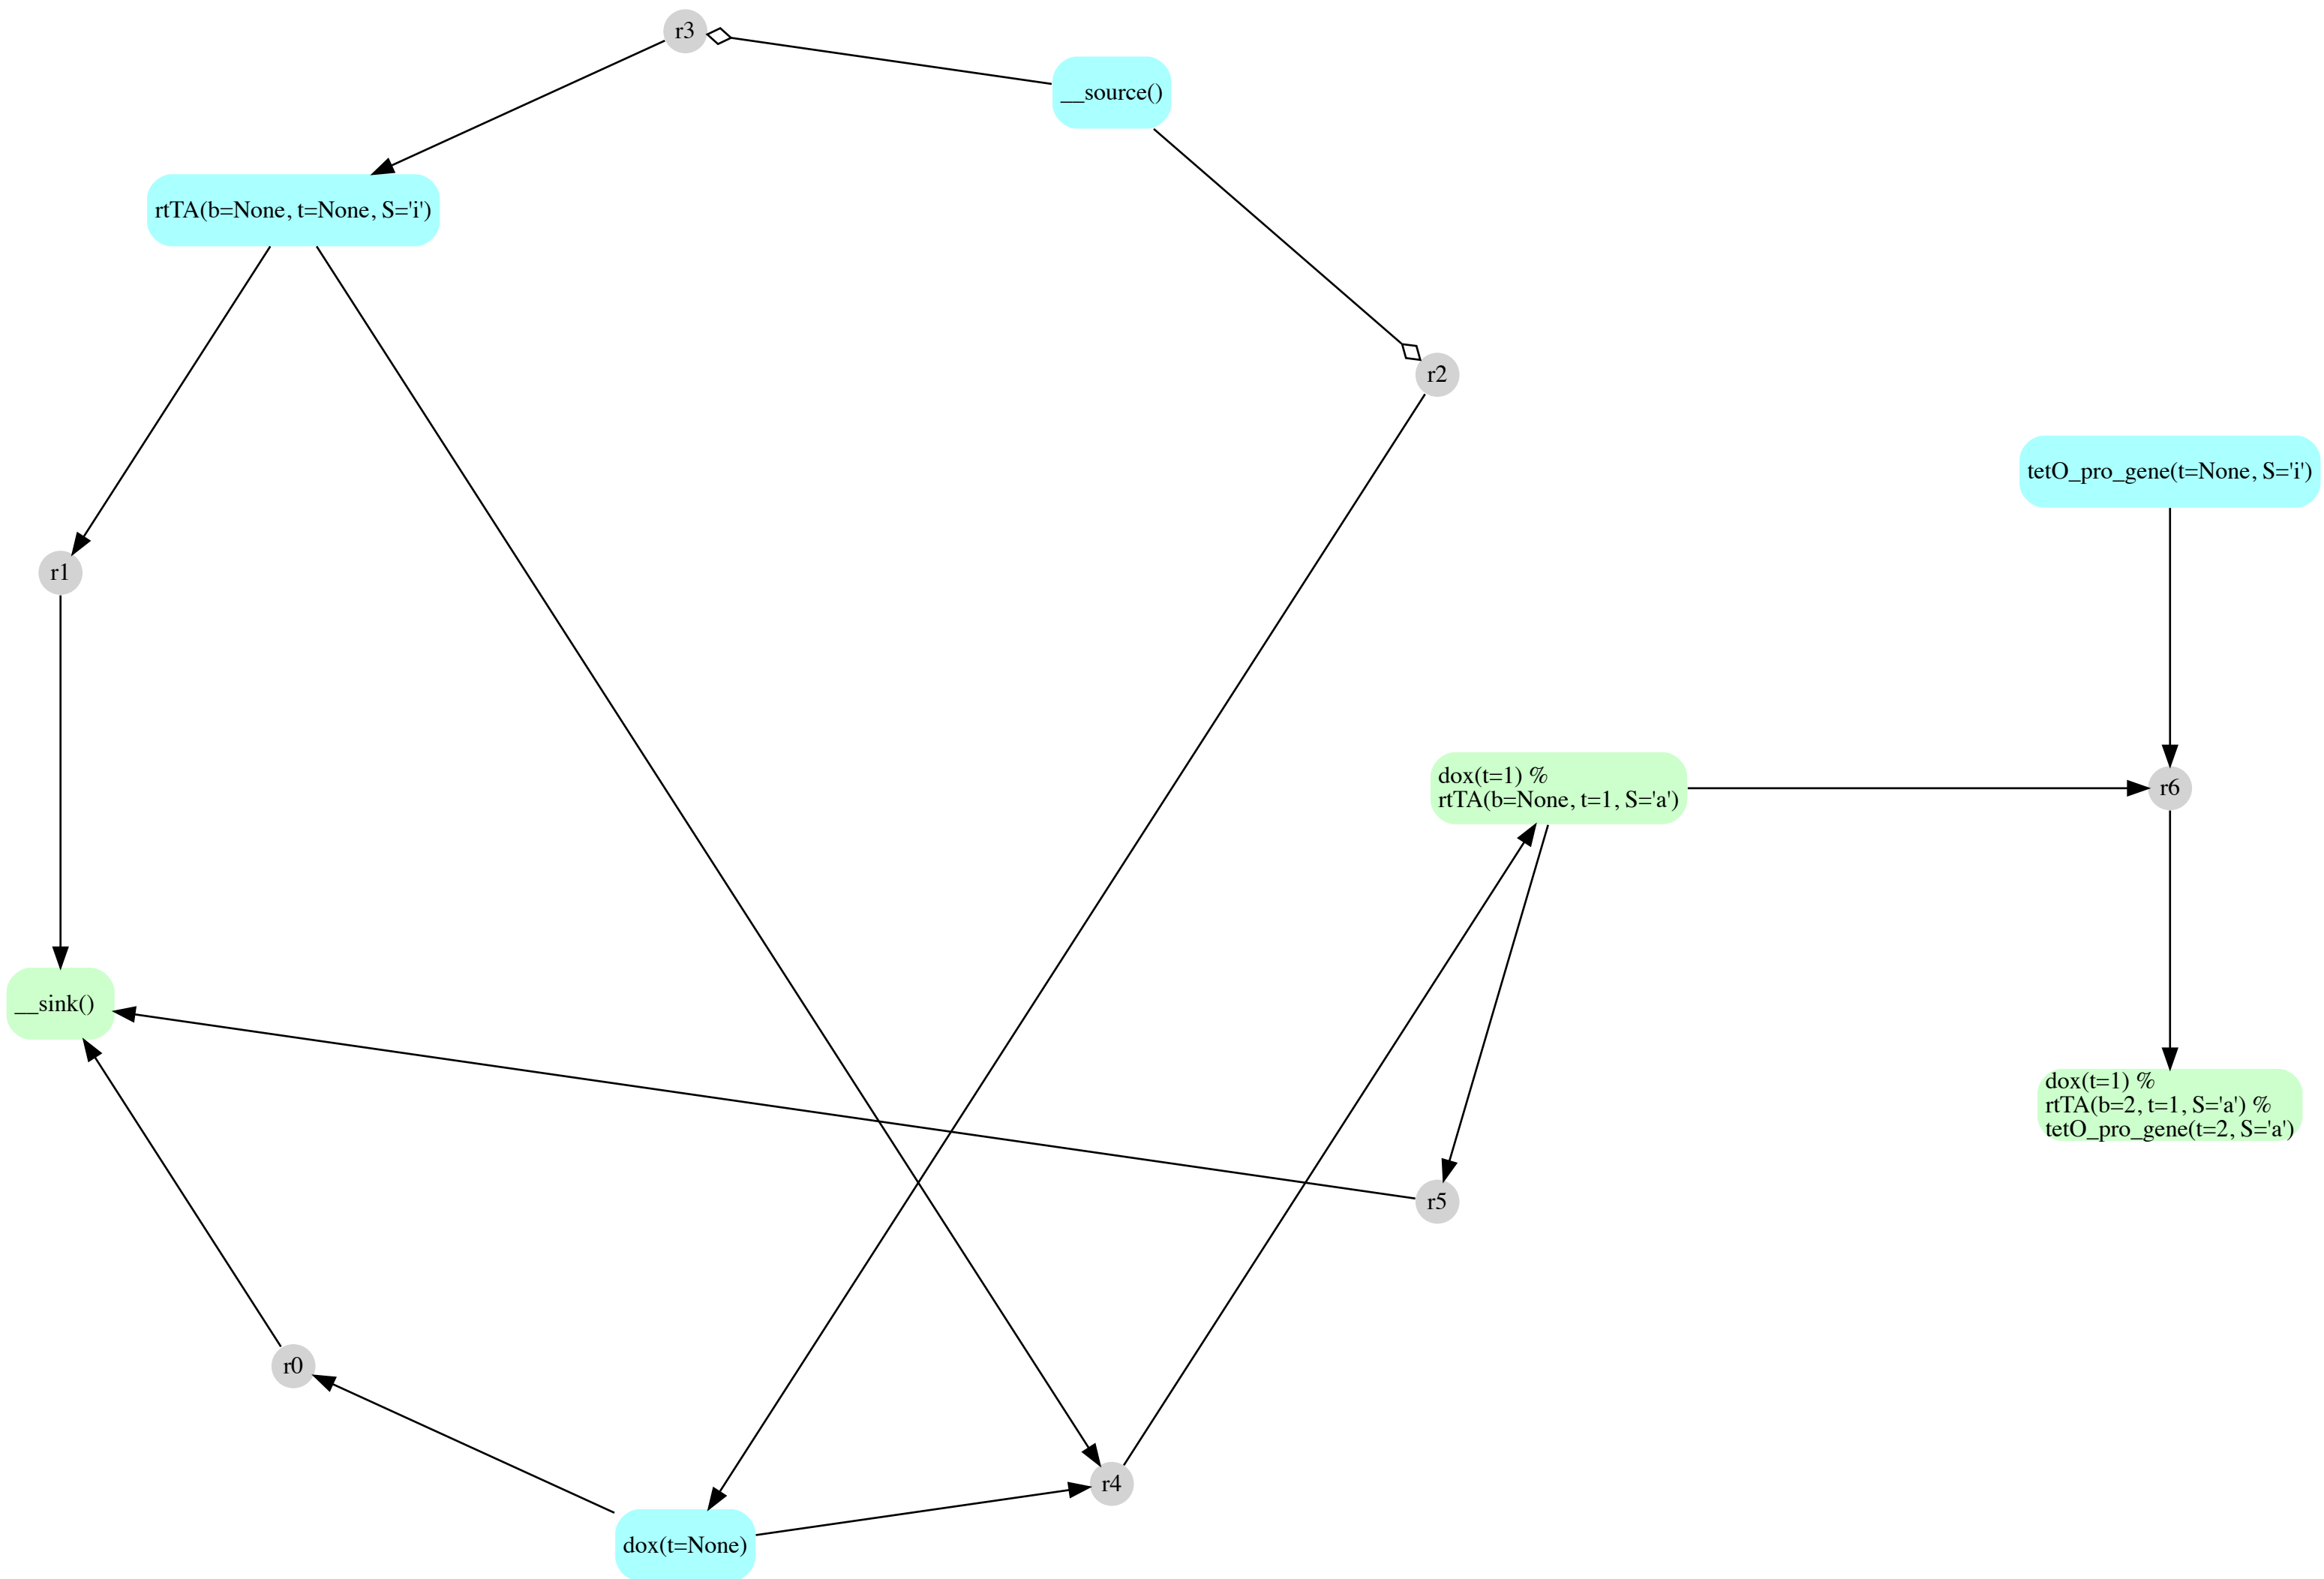 r3
__source()
rtTA(b=None, t=None, S='i')
r2
tetO_pro_gene(t=None, S='i')
r1
dox(t=1) %
rtTA(b=None, t=1, S='a')
r6
__sink()
dox(t=1) %
rtTA(b=2, t=1, S='a') %
tetO_pro_gene(t=2, S='a')
r5
r0
r4
dox(t=None)